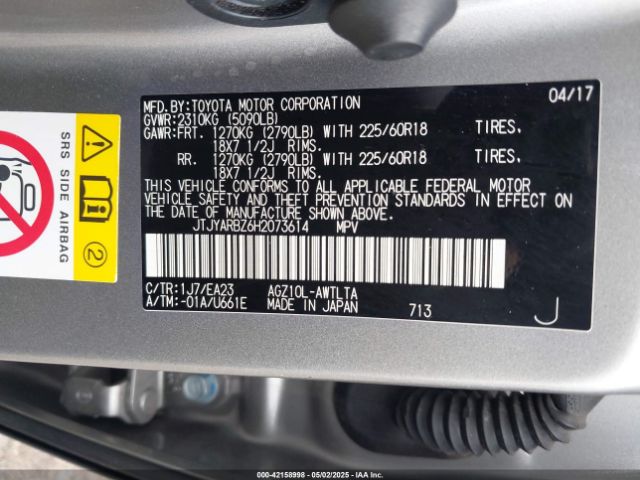 SRS SIDE AIRBAG
2
MFD.BY:TOYOTA MOTOR CORPORATION 04/17
GVWR:2310KG (5090LB)
GAWR:FRT. 1270KG (2790LB) WITH 225/60R18 TIRES.
18X7 1/2J RIMS.
RR. 1270KG (2790LB) WITH 225/60R18 TIRES.
18X7 1/2J RIMS.
THIS VEHICLE CONFORMS TO ALL APPLICABLE FEDERAL MOTOR
VEHICLE SAFETY AND THEFT PREVENTION STANDARDS IN EFFECT ON
THE DATE OF MANUFACTURE SHOWN ABOVE.
JTJYARBZ6H2073614 MPV
C/TR:1J7/EA23 AGZ10L-AWTLTA
A/TM:-01A/U661E MADE IN JAPAN 713 J
000-42158998 - 05/02/2025 - IAA Inc.